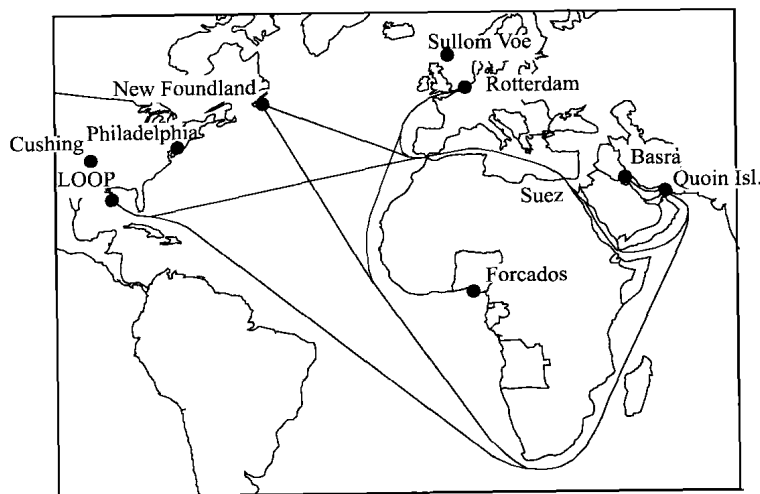 Sullom Voe
New Foundland
Rotterdam
Philadelphia
Cushing
Basra
LOOP
Quoin Isl.
Suez
Forcados